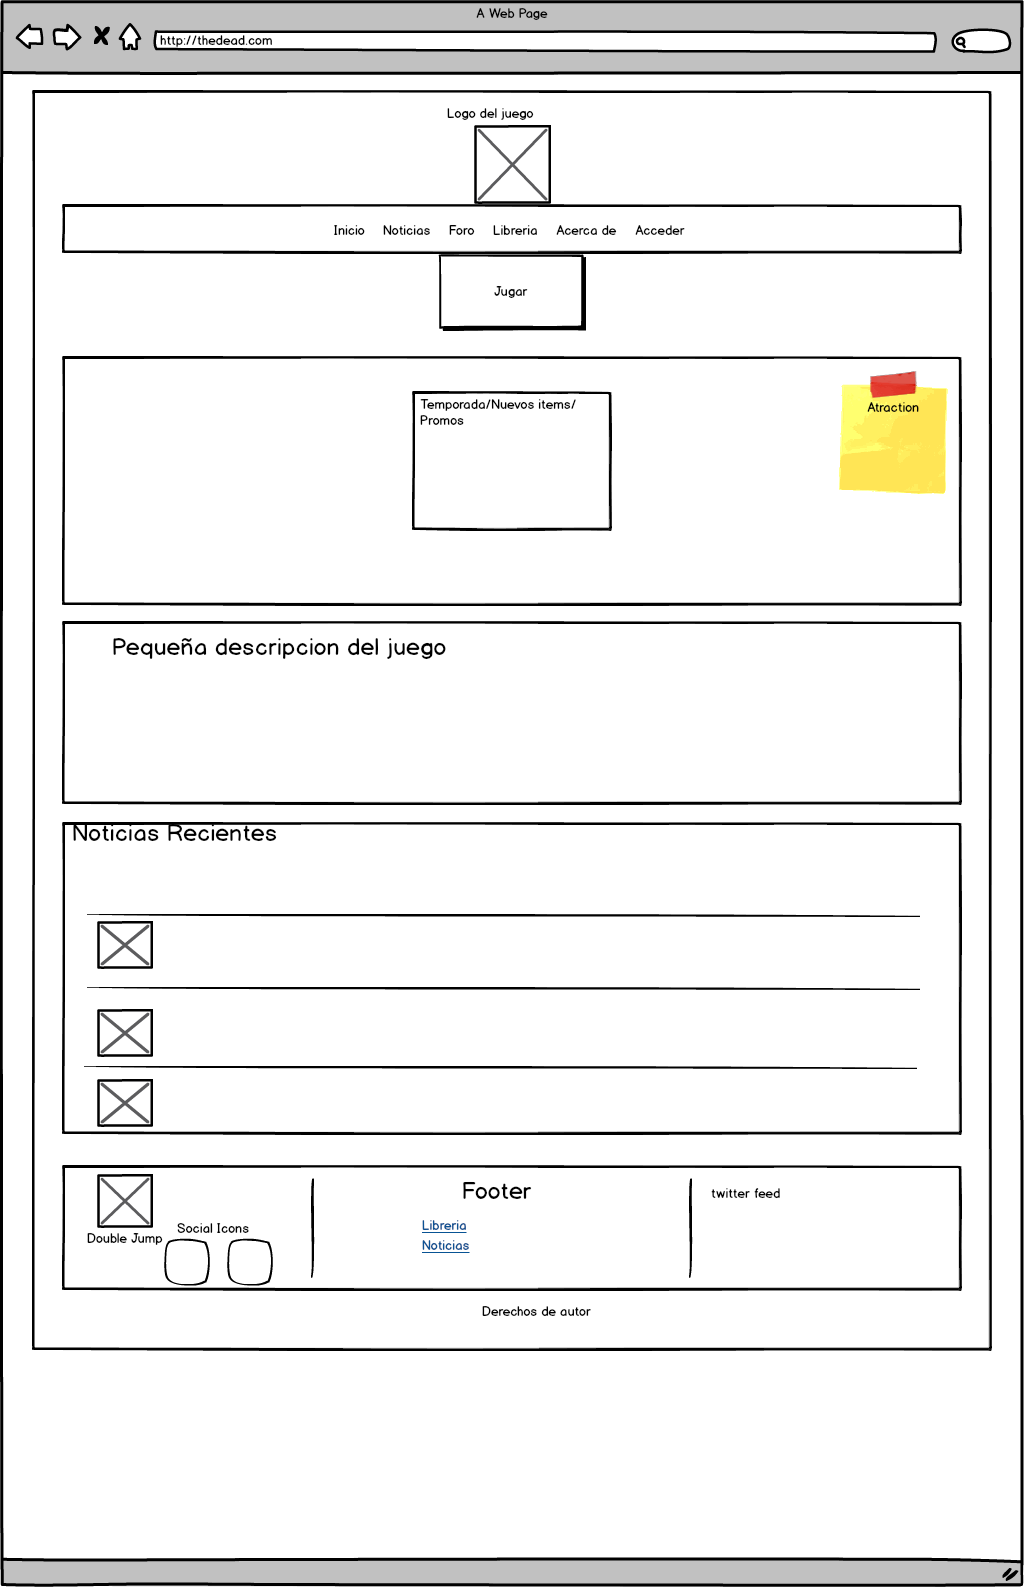 A Web Page
http://thedead.com
Logo del juego
Inicio Noticias Foro Libreria Acerca de Acceder
Jugar
Temporada/Nuevos items/
Promos
Atraction
Pequeña descripcion del juego
Noticias Recientes
Double Jump
Social Icons
Footer
Libreria
Noticias
twitter feed
Derechos de autor